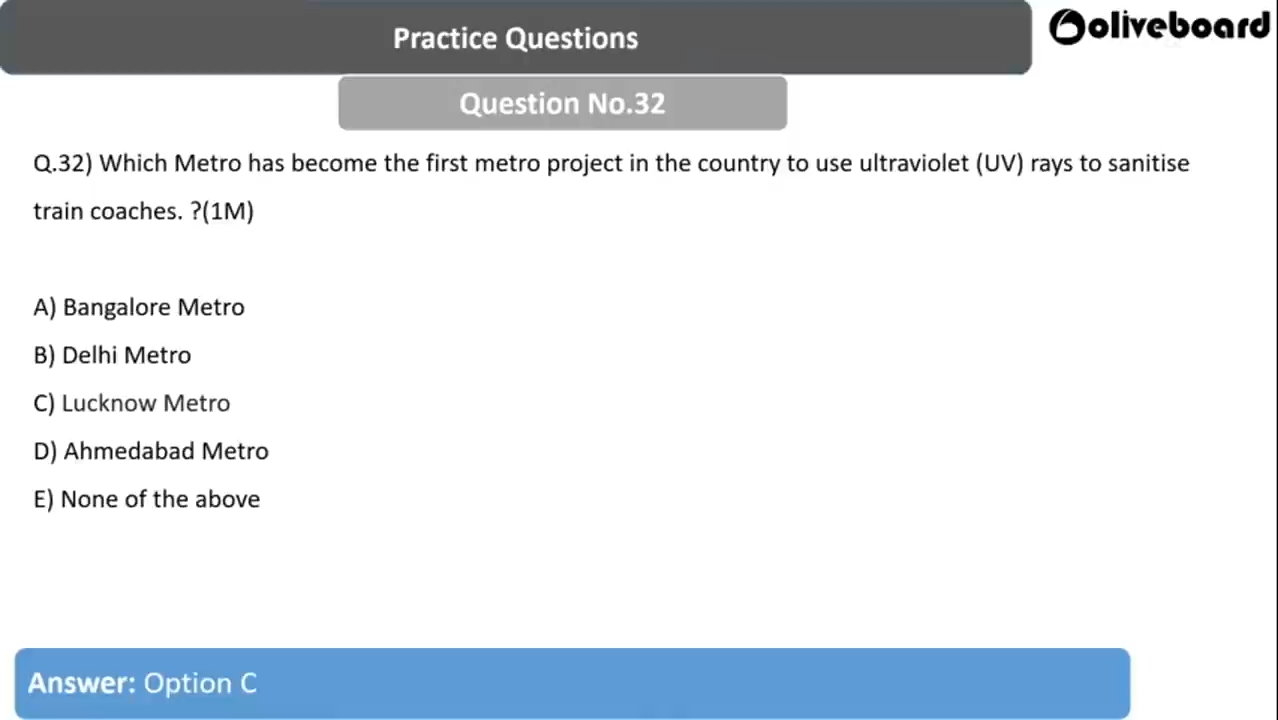 Practice Questions
oliveboard
Question No.32
Q.32) Which Metro has become the first metro project in the country to use ultraviolet (UV) rays to sanitise
train coaches. ?(1M)
A) Bangalore Metro
B) Delhi Metro
C) Lucknow Metro
D) Ahmedabad Metro
E) None of the above
Answer: Option C